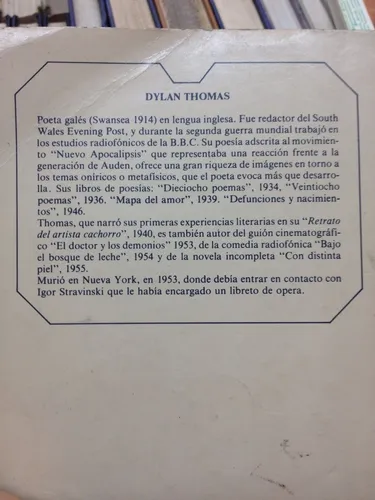 DYLAN THOMAS
Poeta galés (Swansea 1914) en lengua inglesa. Fue redactor del South
Wales Evening Post, y durante la segunda guerra mundial trabajó en
los estudios radiofónicos de la B.B.C. Su poesía adscrita al movimien-
to "Nuevo Apocalipsis" que representaba una reacción frente a la
generación de Auden, ofrece una gran riqueza de imágenes en torno a
los temas oníricos o metafísicos, que el poeta evoca mas que desarro-
lla. Sus libros de poesías: "Dieciocho poemas", 1934, "Veintiocho
poemas", 1936. "Mapa del amor", 1939. "Defunciones y nacimien-
tos", 1946.
Thomas, que narró sus primeras experiencias literarias en su "Retrato
del artista cachorro", 1940, es también autor del guión cinematográfi-
co "El doctor y los demonios" 1953, de la comedia radiofónica "Bajo
el bosque de leche", 1954 y de la novela incompleta "Con distinta
piel", 1955.
Murió en Nueva York, en 1953, donde debía entrar en contacto con
Igor Stravinski que le había encargado un libreto de opera.